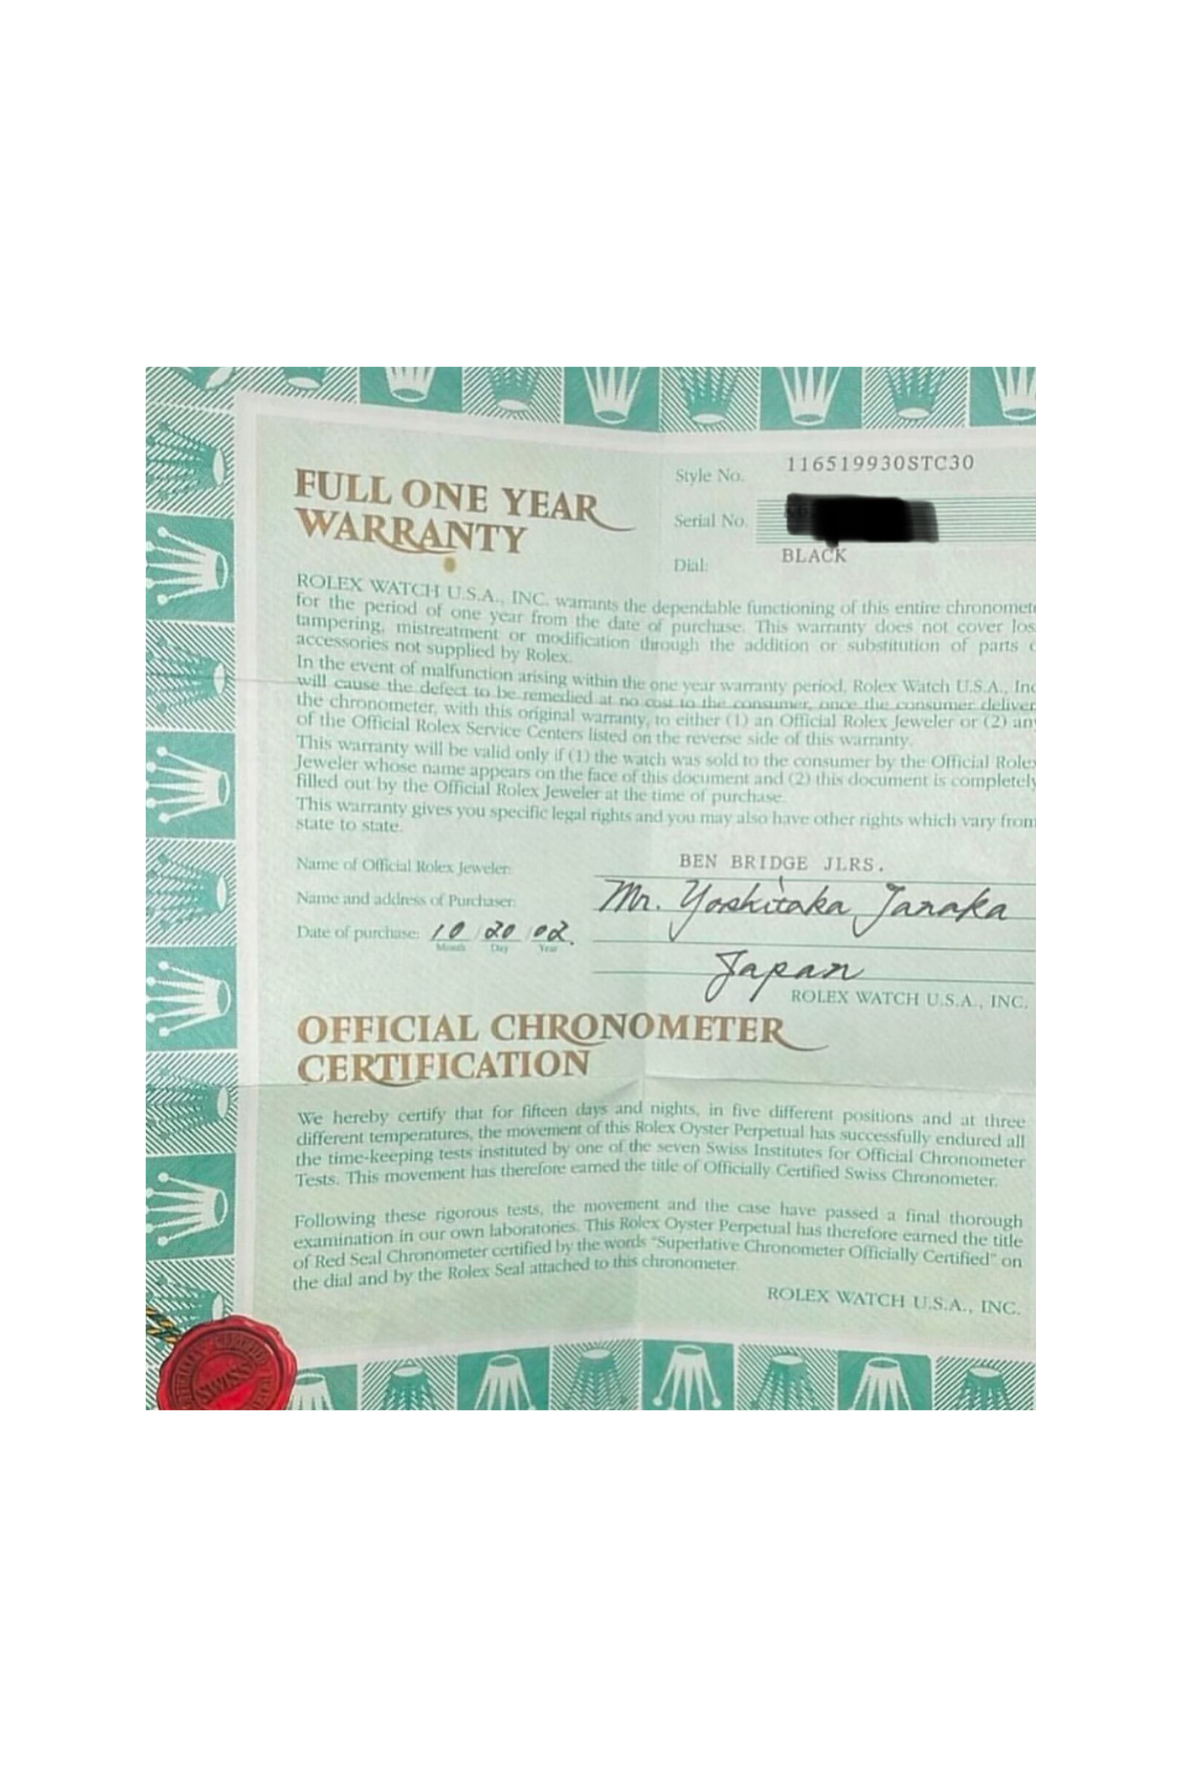 FULL ONE YEAR
WARRANTY
Style No. 116519930STC30
Serial No.
Dial: BLACK
ROLEX WATCH U.S.A., INC. warrants the dependable functioning of this entire
for the period of one year from the date of purchase. This warranty does not cover
tampering, mistreatment or modification through the addition or substitution of parts
accessories not supplied by Rolex.
In the event of malfunction arising within the one year warranty period, Rolex Watch U.S.A.,
will cause the defect to be remedied at no cost to the consumer, once the consumer
the chronometer, with this original warranty, to either (1) an Official Rolex Jeweler or (2)
of the Official Rolex Service Centers listed on the reverse side of this warranty.
This warranty will be valid only if (1) the watch was sold to the consumer by the Official
Jeweler whose name appears on the face of this document and (2) this document is completely
filled out by the Official Rolex Jeweler at the time of purchase.
This warranty gives you specific legal rights and you may also have other rights which vary from
state to state.
Name of Official Rolex Jeweler: BEN BRIDGE JLRS.
Name and address of Purchaser: Mr. Yoshitaka Tanaka
Date of purchase: 10 20 02.
Month Day Year
Japan
ROLEX WATCH U.S.A., INC.
OFFICIAL CHRONOMETER
CERTIFICATION
We hereby certify that for fifteen days and nights, in five different positions and at three
different temperatures, the movement of this Rolex Oyster Perpetual has successfully endured all
the time-keeping tests instituted by one of the seven Swiss Institutes for Official Chronometer
Tests. This movement has therefore earned the title of Officially Certified Swiss Chronometer.
Following these rigorous tests, the movement and the case have passed a final thorough
examination in our own laboratories. This Rolex Oyster Perpetual has therefore earned the title
of Red Seal Chronometer certified by the words "Superlative Chronometer Officially Certified" on
the dial and by the Rolex Seal attached to this chronometer.
ROLEX WATCH U.S.A., INC.
SWISS